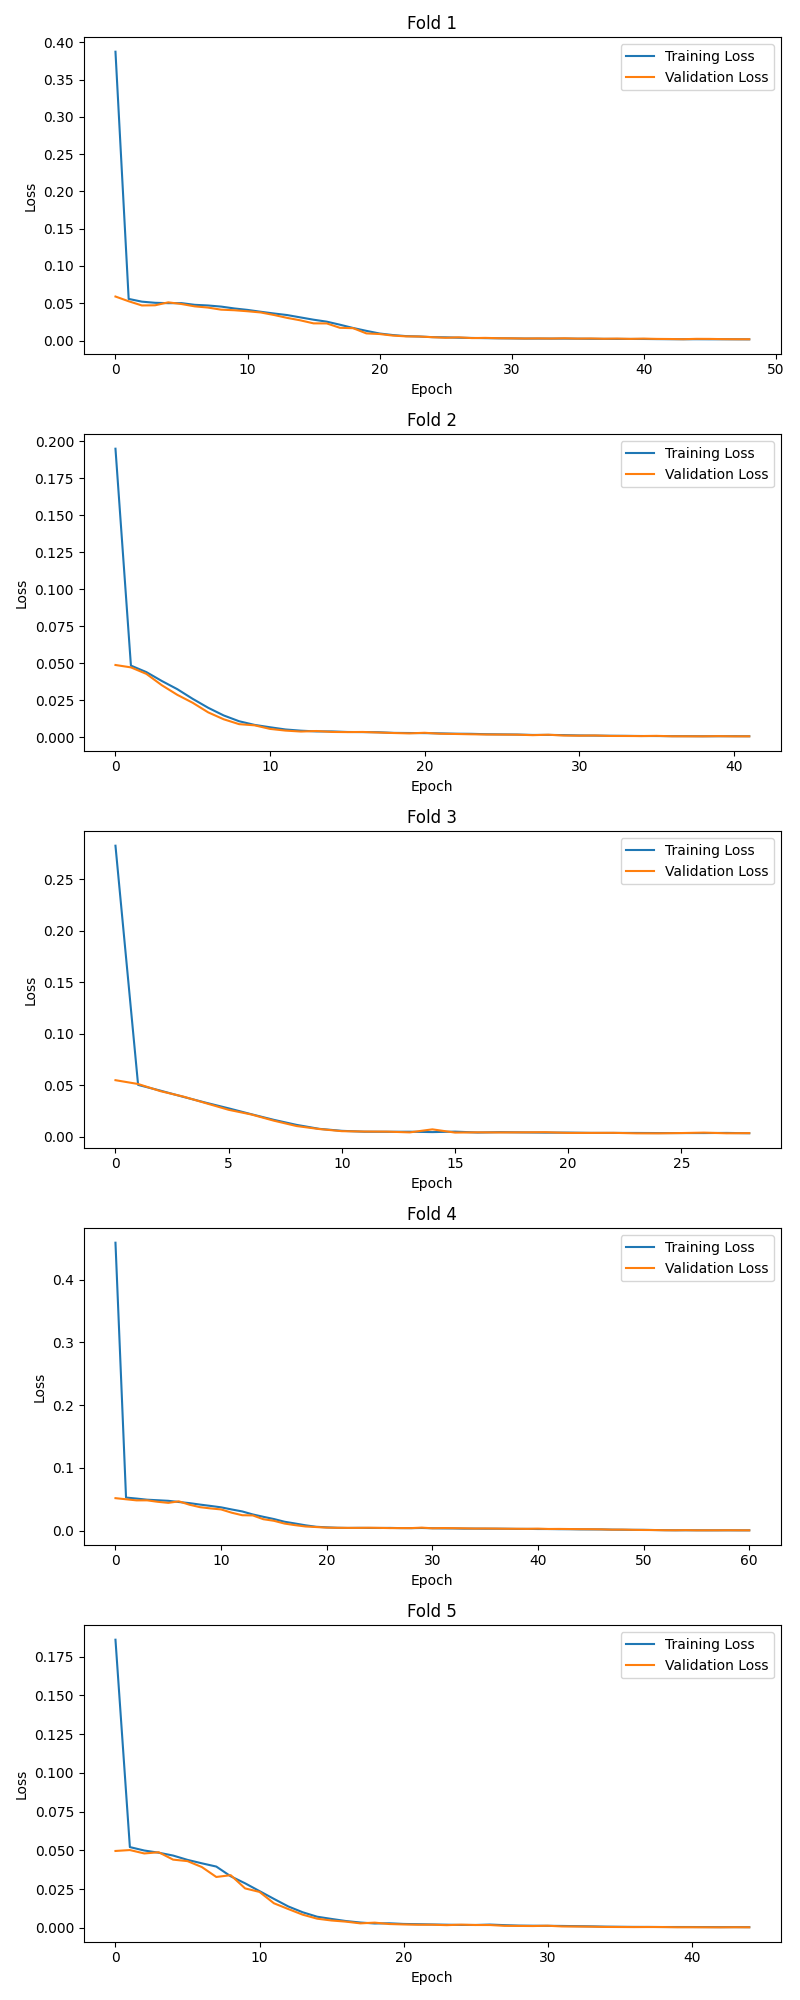 Fold 1
Training Loss
Validation Loss
0.40
0.35
0.30
0.25
0.20
0.15
0.10
0.05
0.00
Loss
0 10 20 30 40 50
Epoch
Fold 2
Training Loss
Validation Loss
0.200
0.175
0.150
0.125
0.100
0.075
0.050
0.025
0.000
Loss
0 10 20 30 40
Epoch
Fold 3
Training Loss
Validation Loss
0.25
0.20
0.15
0.10
0.05
0.00
Loss
0 5 10 15 20 25
Epoch
Fold 4
Training Loss
Validation Loss
0.4
0.3
0.2
0.1
0.0
Loss
0 10 20 30 40 50 60
Epoch
Fold 5
Training Loss
Validation Loss
0.175
0.150
0.125
0.100
0.075
0.050
0.025
0.000
Loss
0 10 20 30 40
Epoch